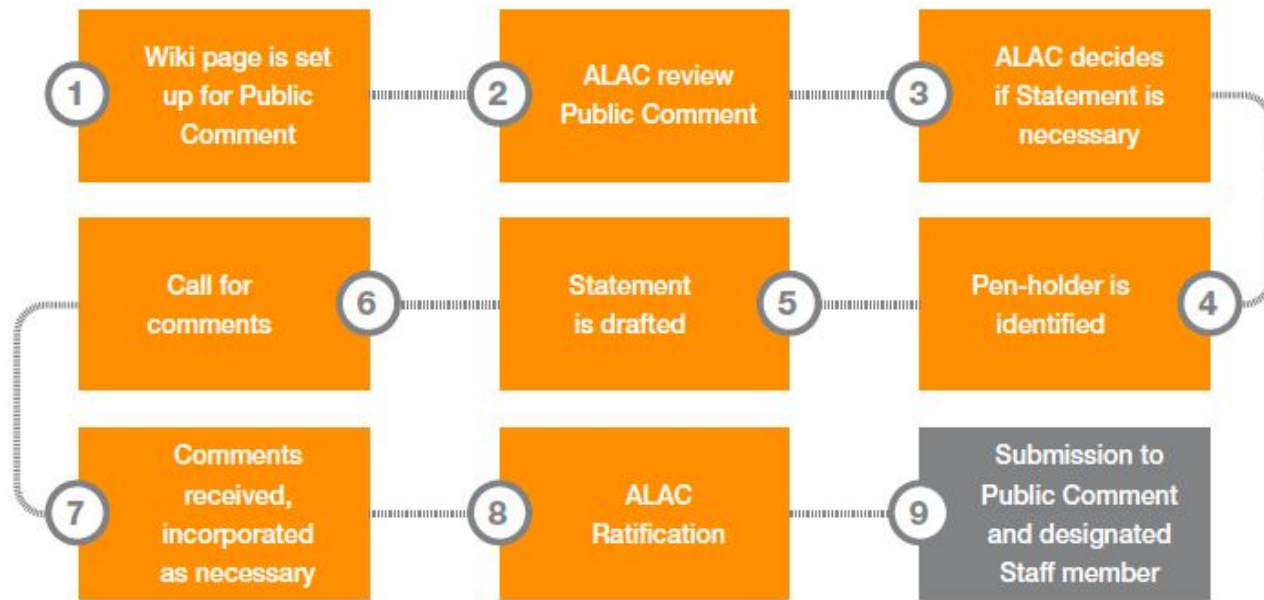 1
Wiki page is set
up for Public
Comment
2
ALAC review
Public Comment
3
ALAC decides
if Statement is
necessary
4
Pen-holder is
identified
5
Statement
is drafted
6
Call for
comments
7
Comments
received,
incorporated
as necessary
8
ALAC
Ratification
9
Submission to
Public Comment
and designated
Staff member